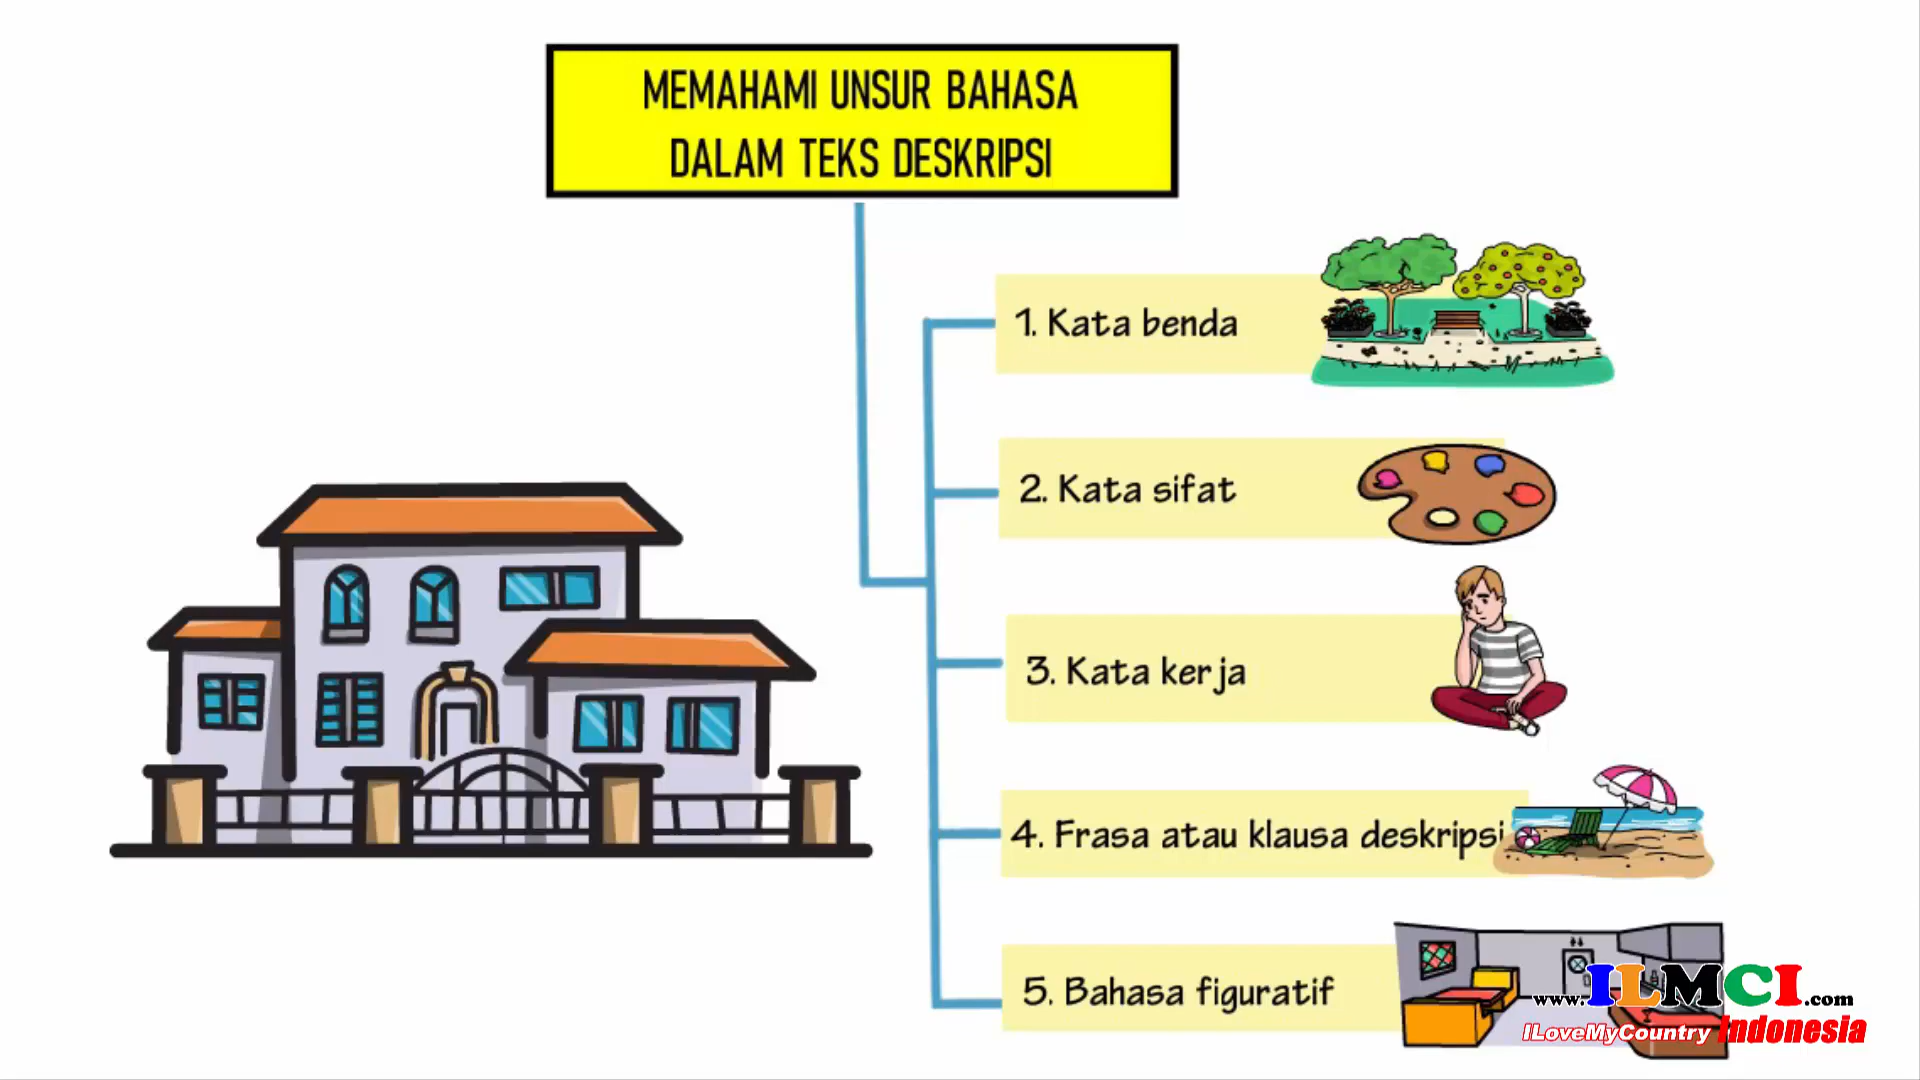 MEMAHAMI UNSUR BAHASA
DALAM TEKS DESKRIPSI
1. Kata benda
2. Kata sifat
3. Kata kerja
4. Frasa atau klausa deskripsi
5. Bahasa figuratif
www.ILMCI.com
ILoveMyCountry Indonesia